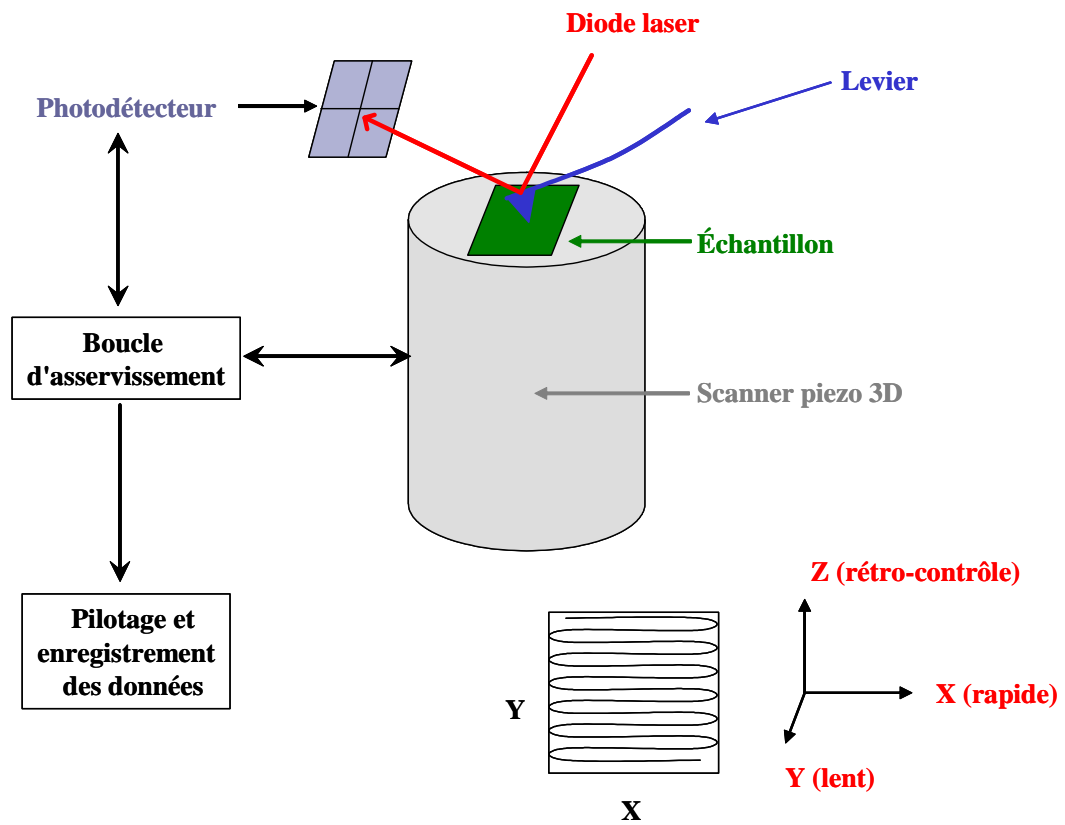 Diode laser
Levier
Photodétecteur
Échantillon
Boucle
d'asservissement
Scanner piezo 3D
Z (rétro-contrôle)
Pilotage et
enregistrement
des données
X (rapide)
Y
Y (lent)
X